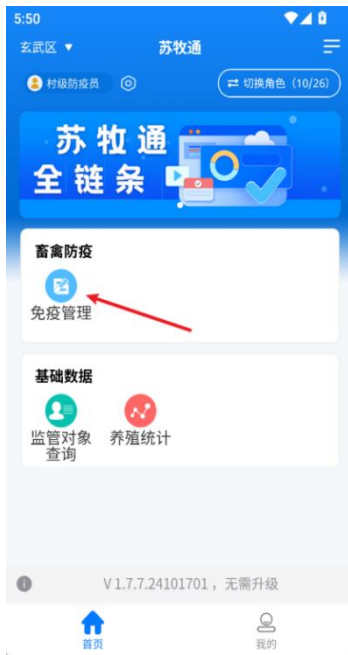 5:50
玄武区 ▼
苏牧通
村级防疫员
切换角色（10/26）
苏牧通
全链条
畜禽防疫
免疫管理
基础数据
监管对象
查询
养殖统计
V 1.7.7.24101701 ，无需升级
首页
我的